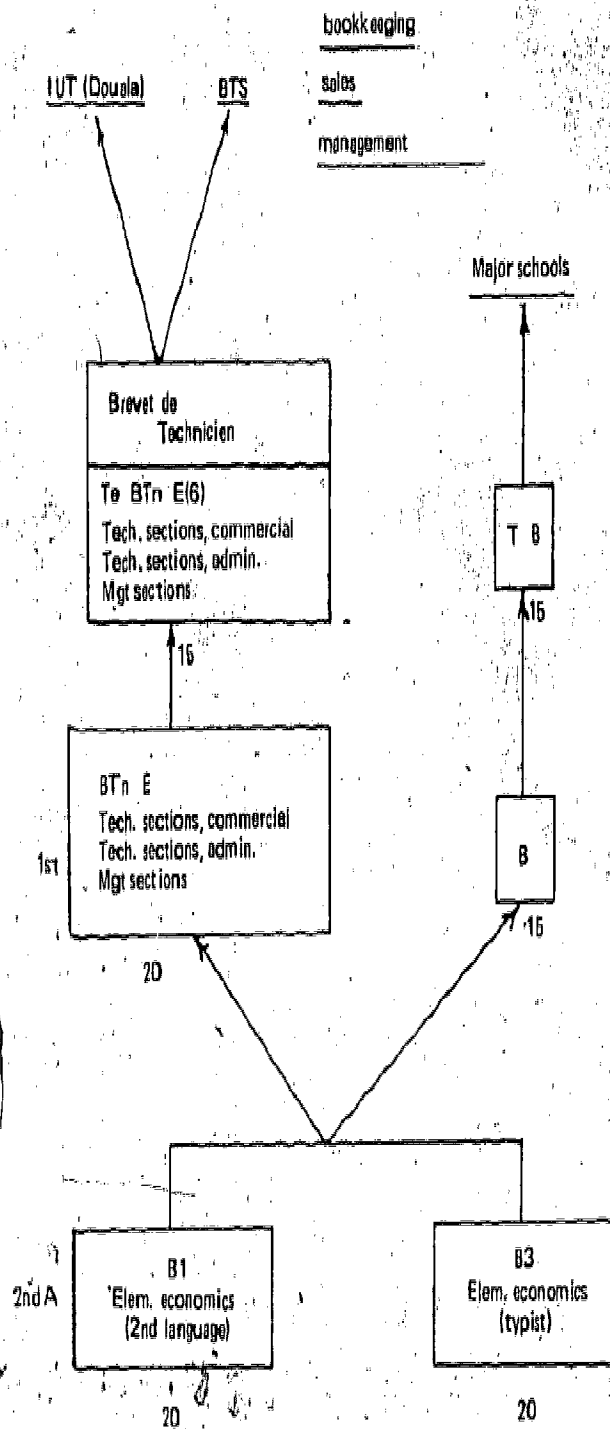 bookkeeping
IUT (Douala)
BTS
sales
management
Major schools
Brevet de
Technicien
Te BTn E(6)
Tech. sections, commercial
Tech. sections, admin.
Mgt sections
T B
15
15
BTn E
Tech. sections, commercial
Tech. sections, admin.
Mgt sections
1st
B
15
20
2nd A
B1
Elem. economics
(2nd language)
B3
Elem. economics
(typist)
20
20